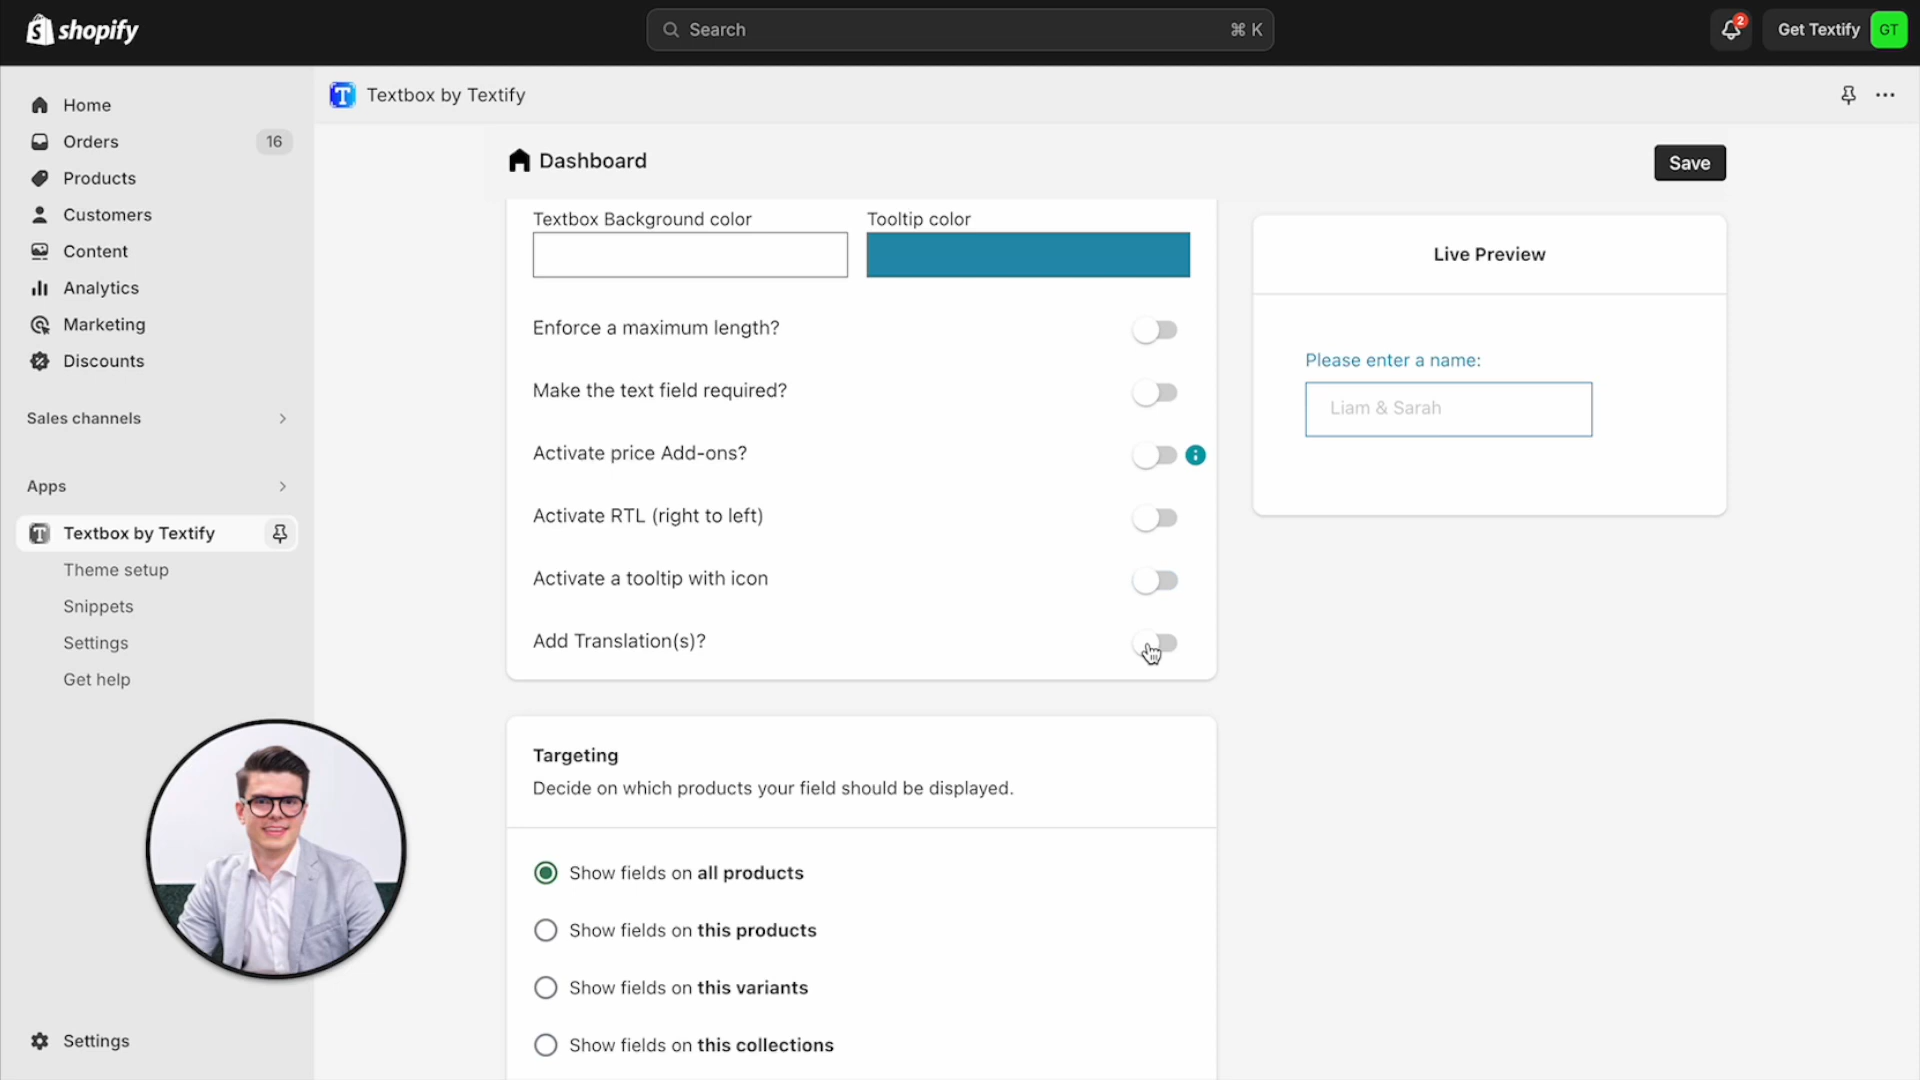 shopify
Search
⌘ K
2
Get Textify
GT
Home
Orders
16
Products
Customers
Content
Analytics
Marketing
Discounts
Sales channels
Apps
Textbox by Textify
Theme setup
Snippets
Settings
Get help
Settings
Textbox by Textify
Dashboard
Save
Textbox Background color
Tooltip color
Enforce a maximum length?
Make the text field required?
Activate price Add-ons?
Activate RTL (right to left)
Activate a tooltip with icon
Add Translation(s)?
Targeting
Decide on which products your field should be displayed.
Show fields on all products
Show fields on this products
Show fields on this variants
Show fields on this collections
Live Preview
Please enter a name:
Liam & Sarah